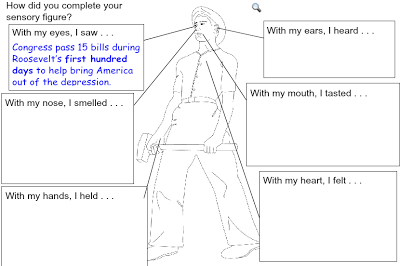 How did you complete your
sensory figure?
With my eyes, I saw . . .
Congress pass 15 bills during
Roosevelt's first hundred
days to help bring America
out of the depression.
With my ears, I heard . . .
With my nose, I smelled . . .
With my mouth, I tasted . . .
With my hands, I held . . .
With my heart, I felt . . .